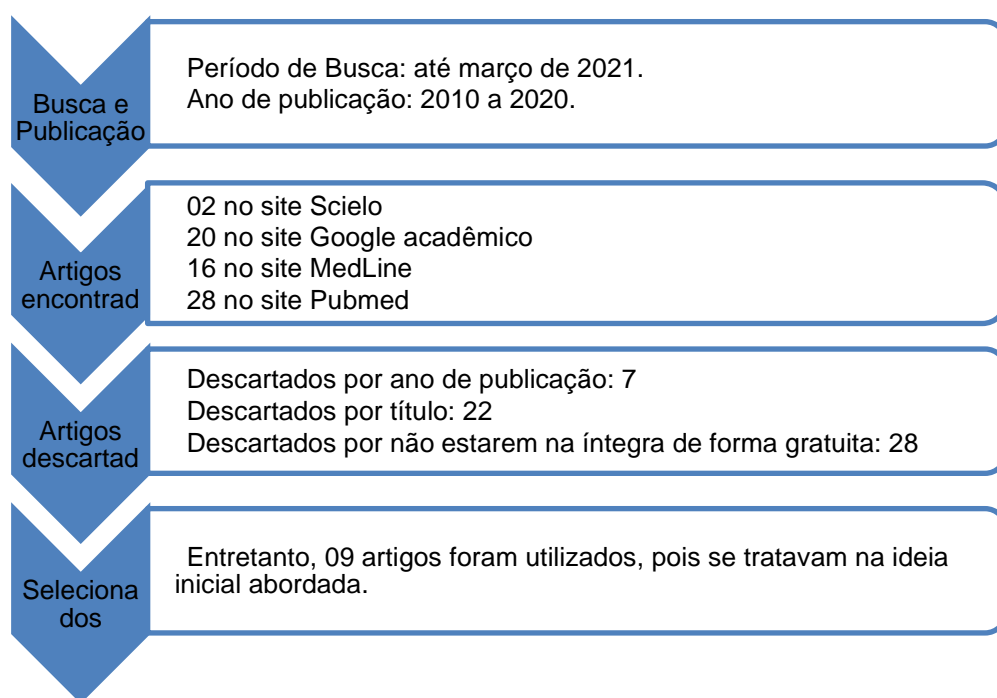 Busca e
Publicação
Período de Busca: até março de 2021.
Ano de publicação: 2010 a 2020.
Artigos
encontrad
02 no site Scielo
20 no site Google acadêmico
16 no site MedLine
28 no site Pubmed
Artigos
descartad
Descartados por ano de publicação: 7
Descartados por título: 22
Descartados por não estarem na íntegra de forma gratuita: 28
Seleciona
dos
Entretanto, 09 artigos foram utilizados, pois se tratavam na ideia
inicial abordada.